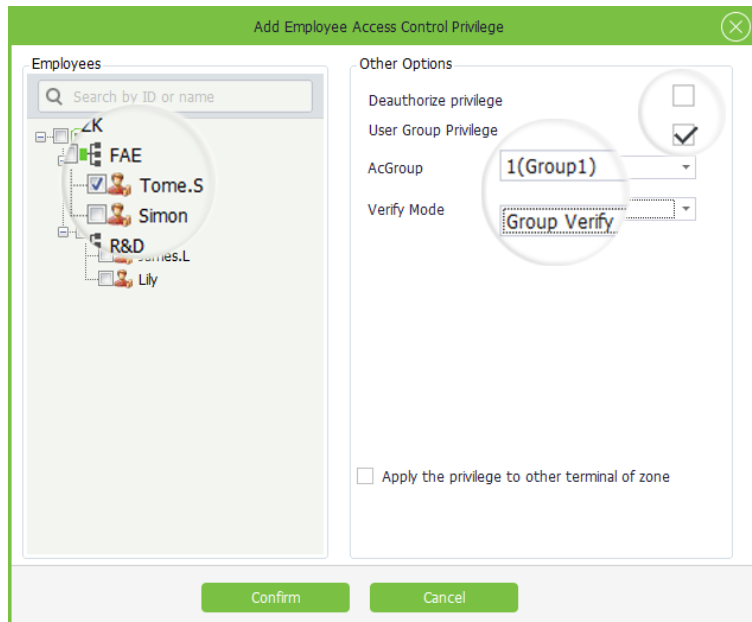 Add Employee Access Control Privilege
Employees
Search by ID or name
ZK
FAE
Tome.S
Simon
R&D
James.L
Lily
Other Options
Deauthorize privilege
User Group Privilege
AcGroup
1(Group1)
Verify Mode
Group Verify
Apply the privilege to other terminal of zone
Confirm
Cancel